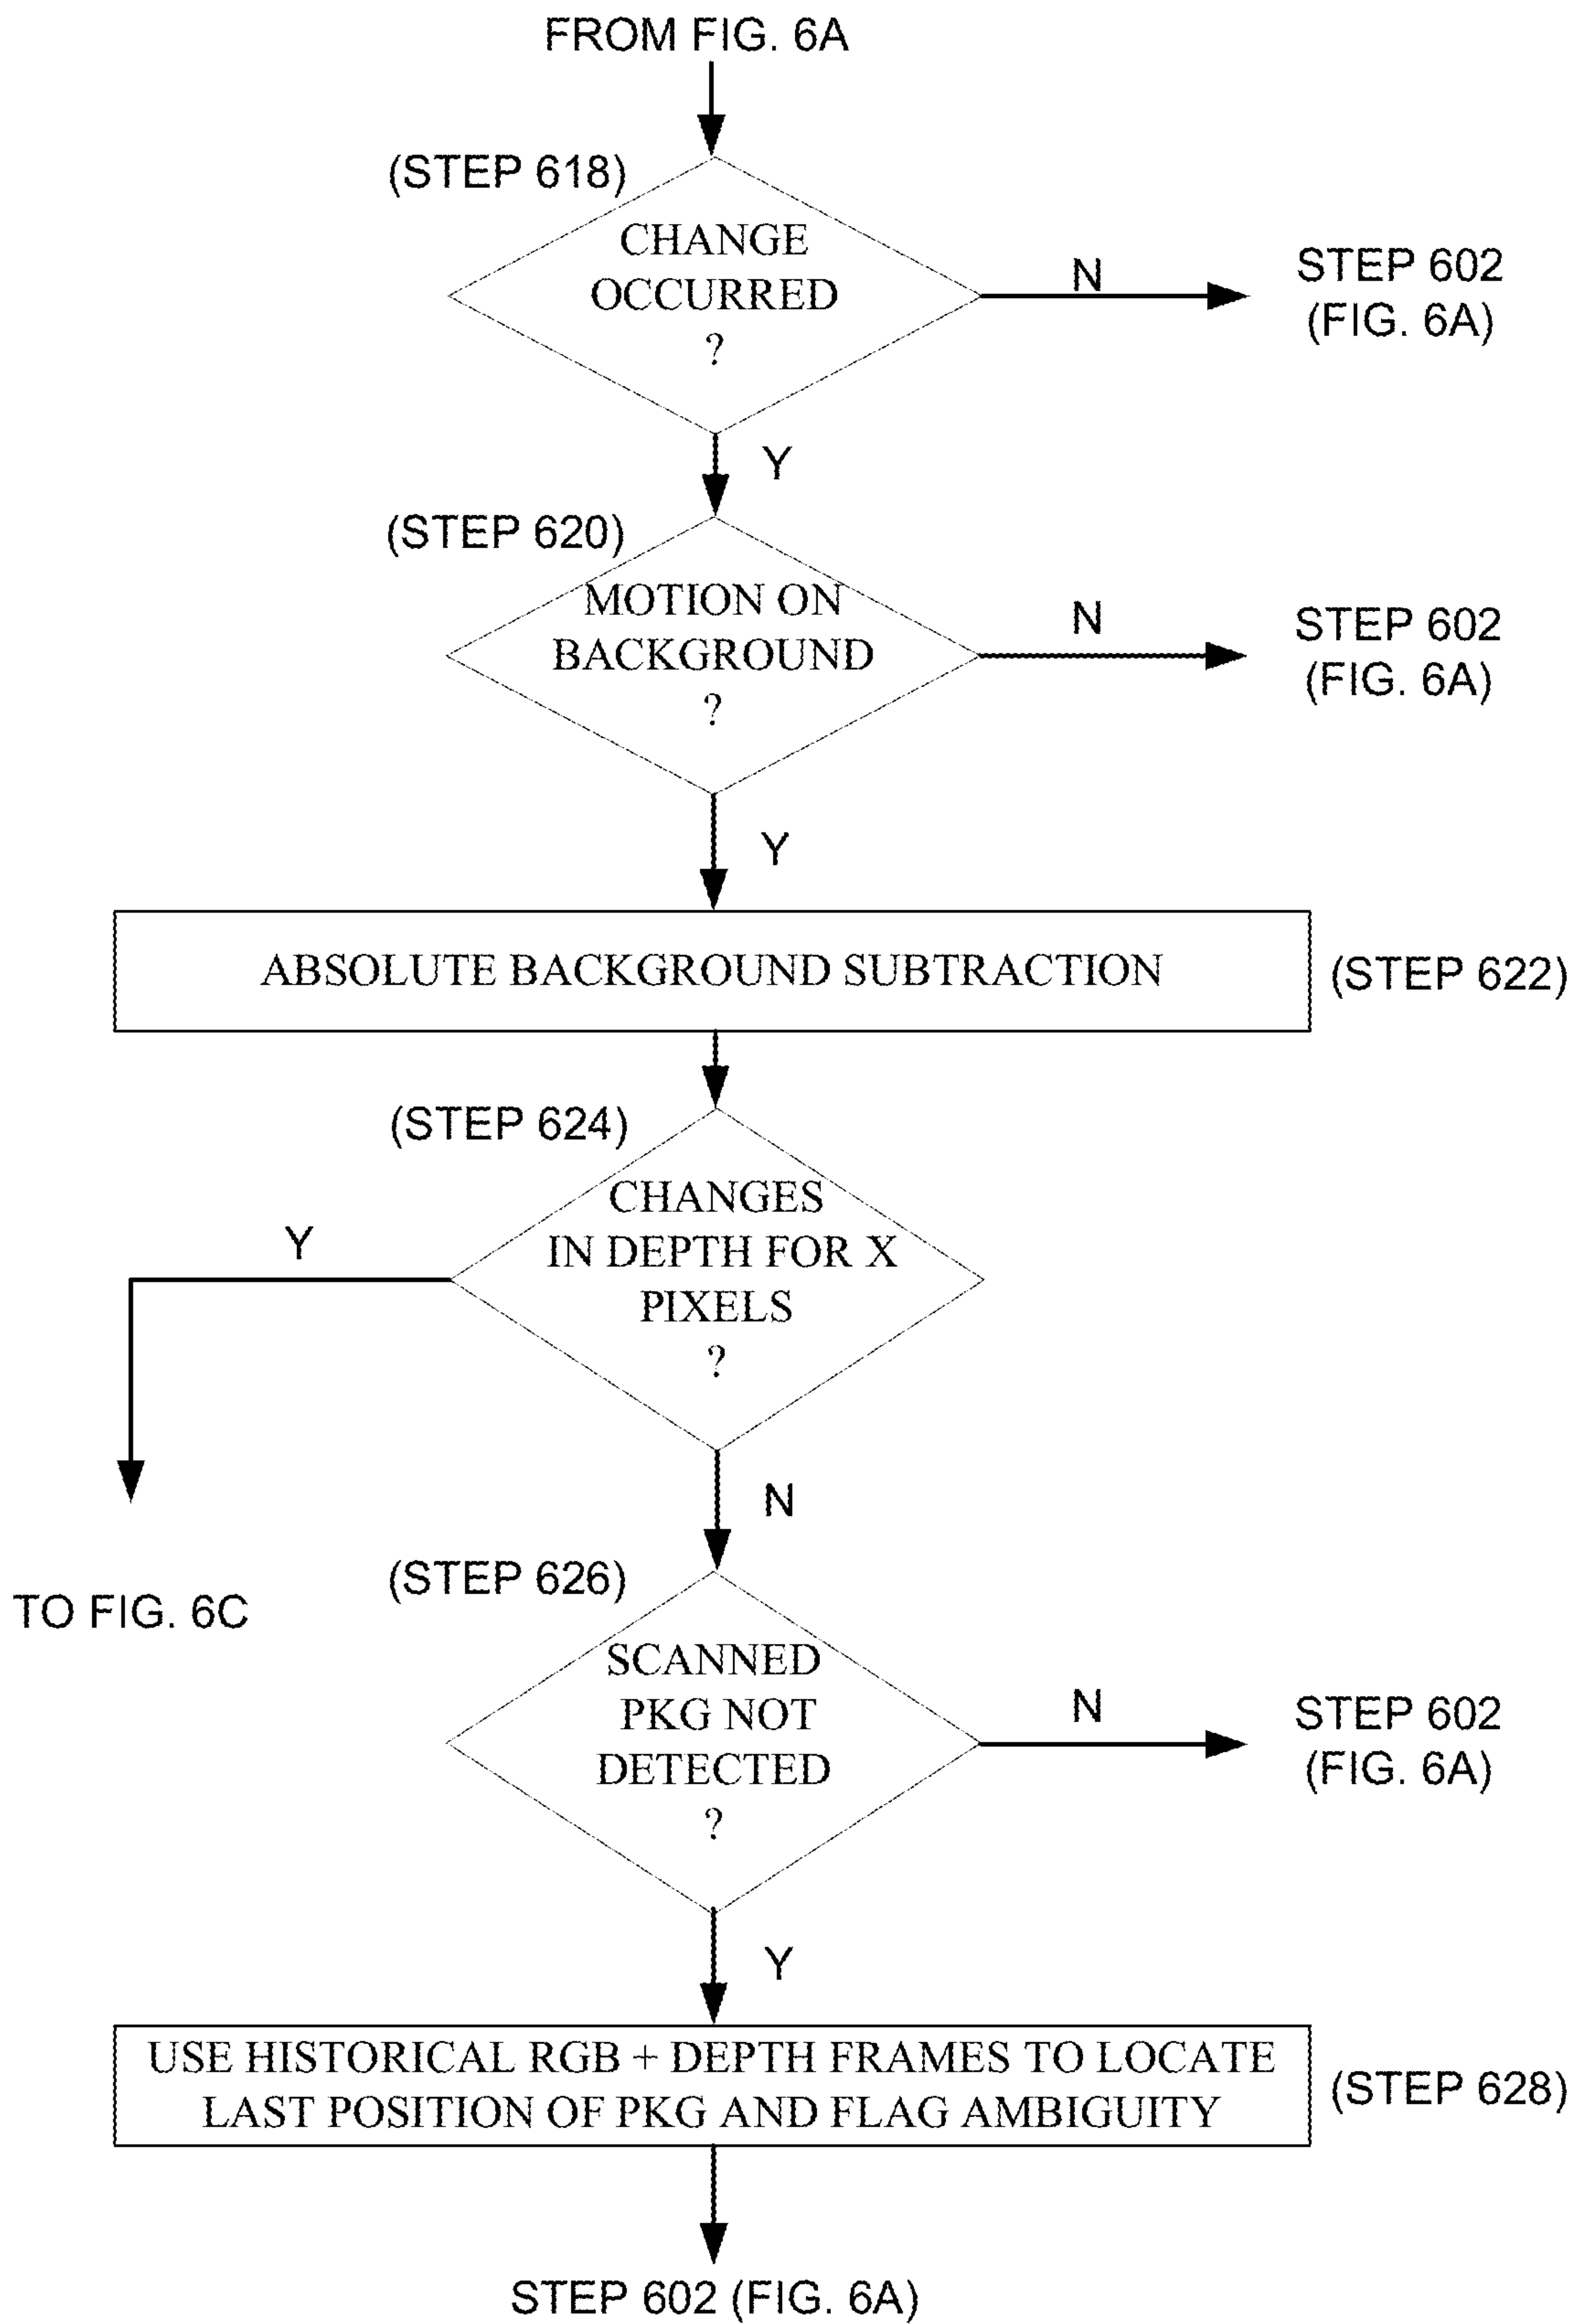 FROM FIG. 6A
(STEP 618)
CHANGE
OCCURRED
?
N
STEP 602
(FIG. 6A)
Y
(STEP 620)
MOTION ON
BACKGROUND
?
N
STEP 602
(FIG. 6A)
Y
ABSOLUTE BACKGROUND SUBTRACTION
(STEP 622)
(STEP 624)
CHANGES
IN DEPTH FOR X
PIXELS
?
Y
TO FIG. 6C
N
(STEP 626)
SCANNED
PKG NOT
DETECTED
?
N
STEP 602
(FIG. 6A)
Y
USE HISTORICAL RGB + DEPTH FRAMES TO LOCATE
LAST POSITION OF PKG AND FLAG AMBIGUITY
(STEP 628)
STEP 602 (FIG. 6A)